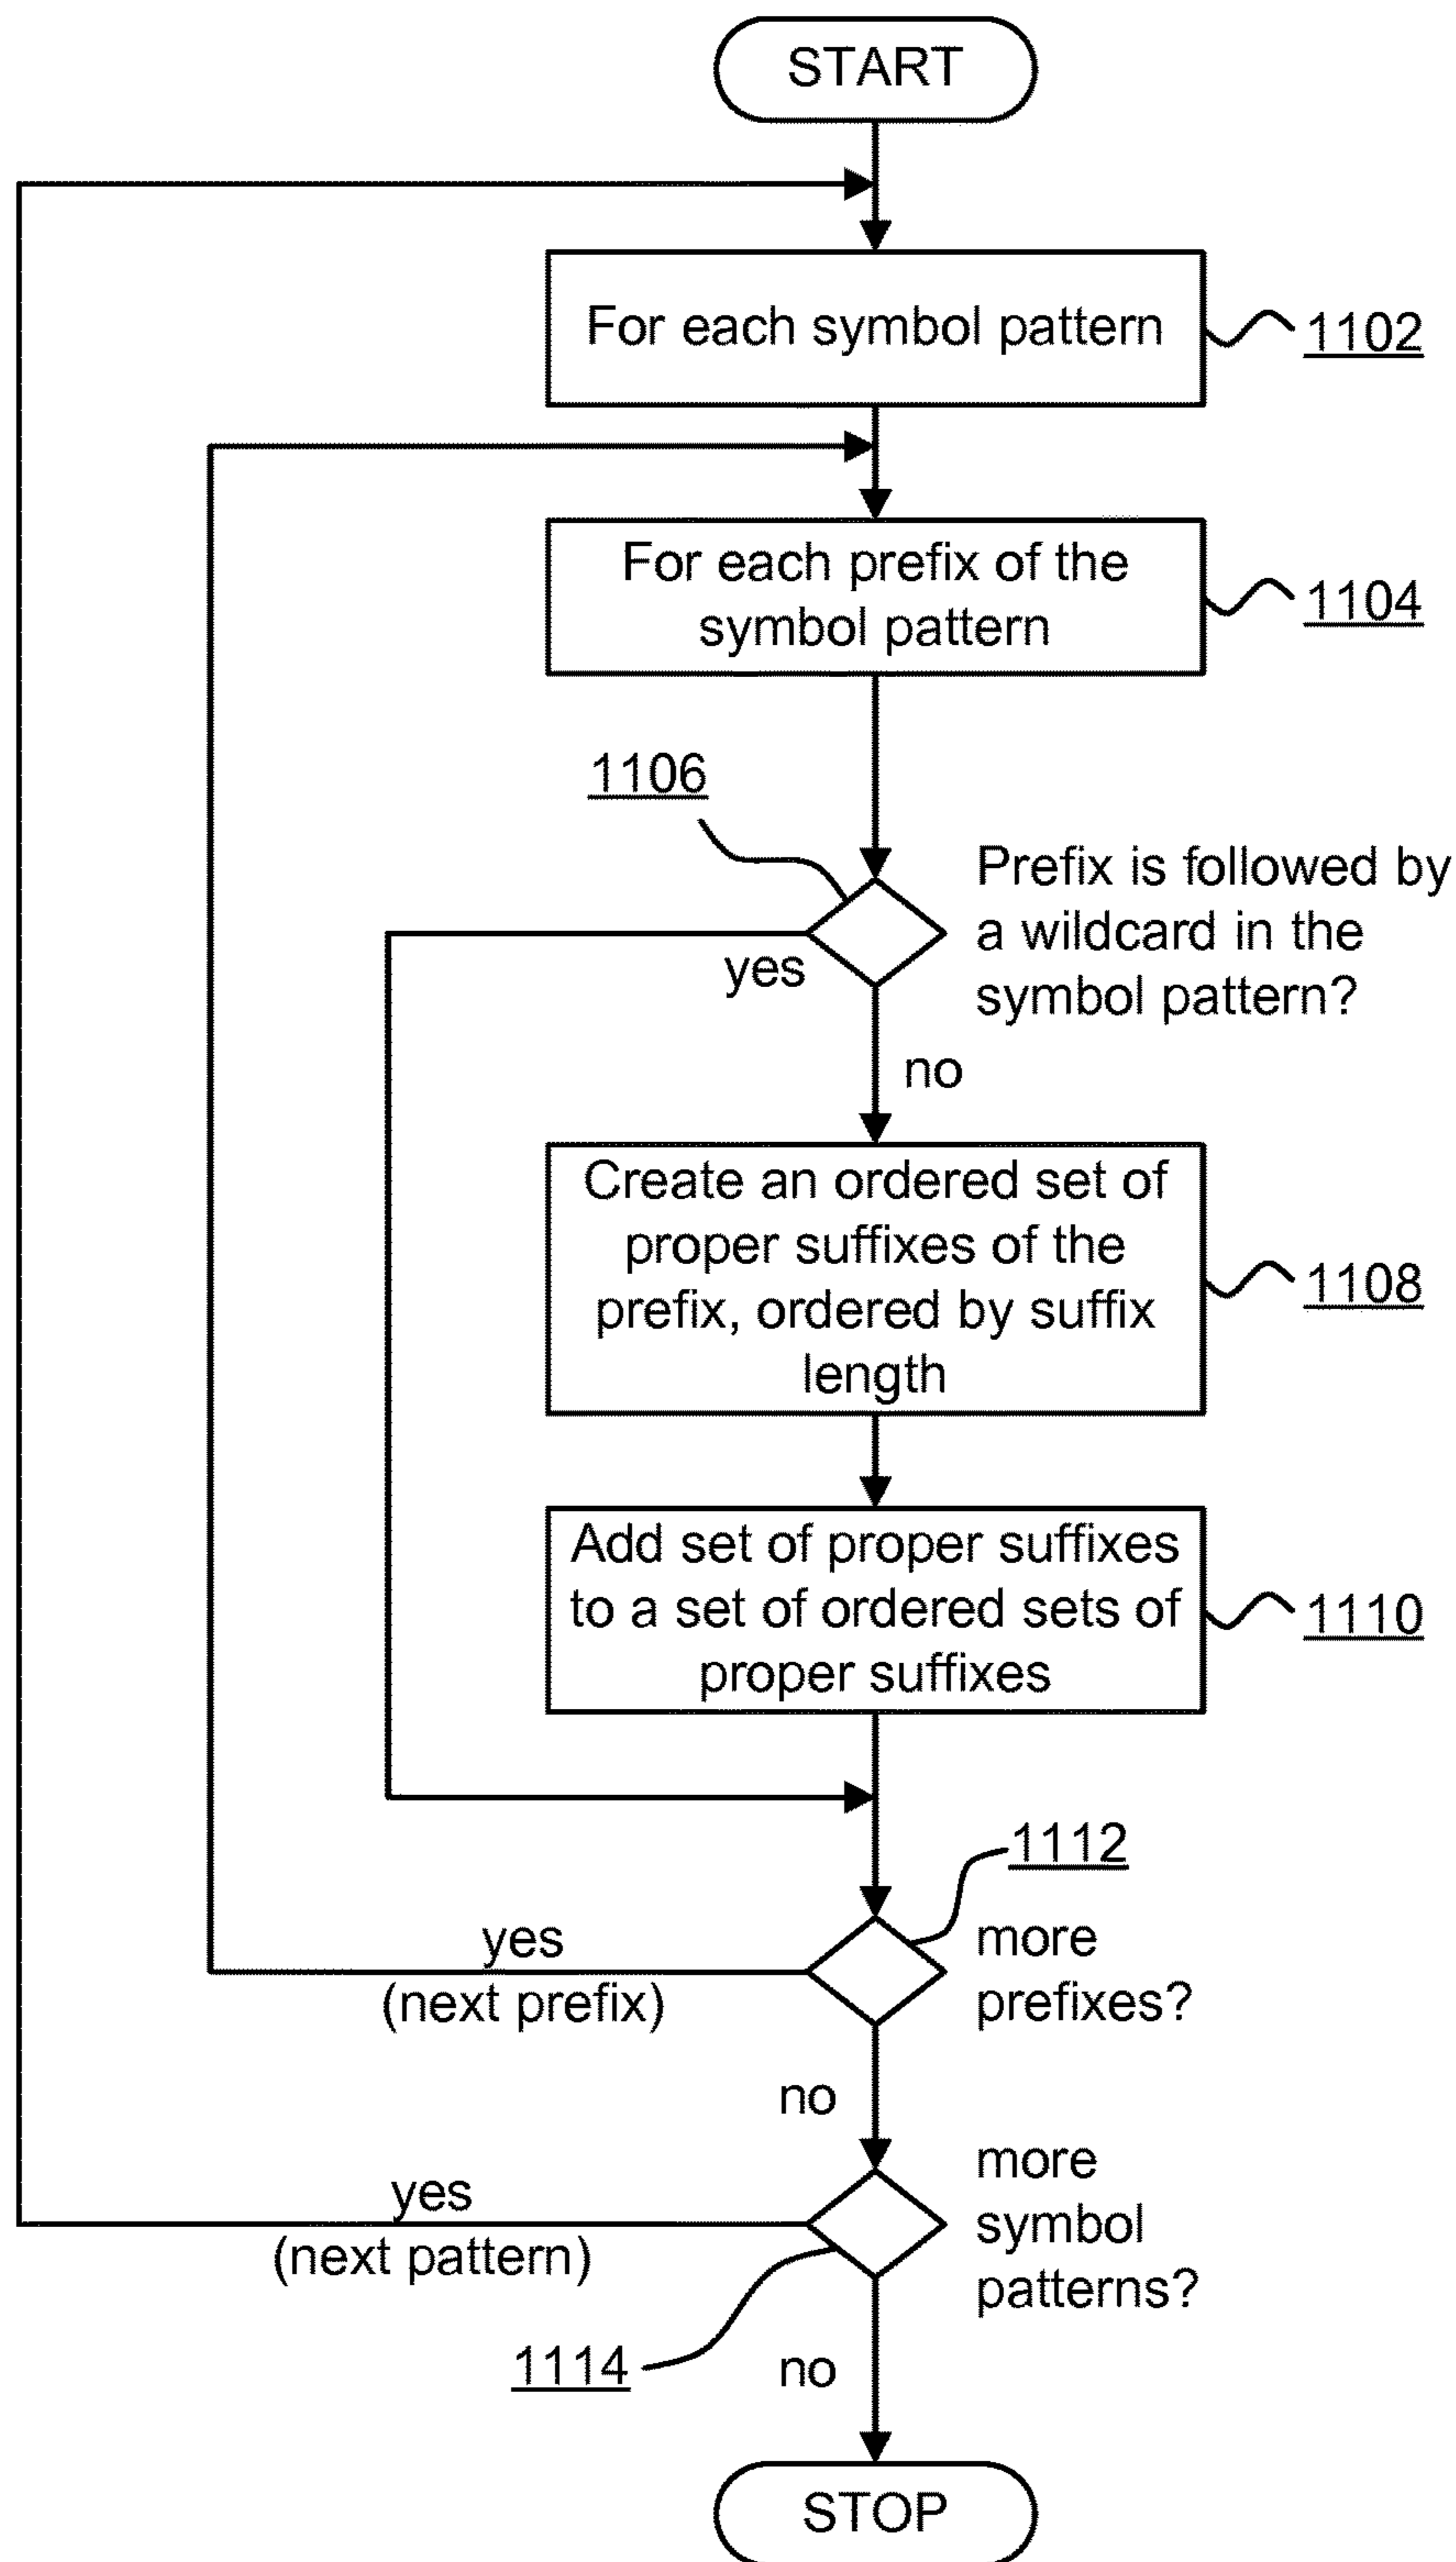 START
For each symbol pattern
1102
For each prefix of the
symbol pattern
1104
1106
Prefix is followed by
a wildcard in the
symbol pattern?
yes
no
Create an ordered set of
proper suffixes of the
prefix, ordered by suffix
length
1108
Add set of proper suffixes
to a set of ordered sets of
proper suffixes
1110
1112
more
prefixes?
yes
(next prefix)
no
more
symbol
patterns?
yes
(next pattern)
1114
no
STOP